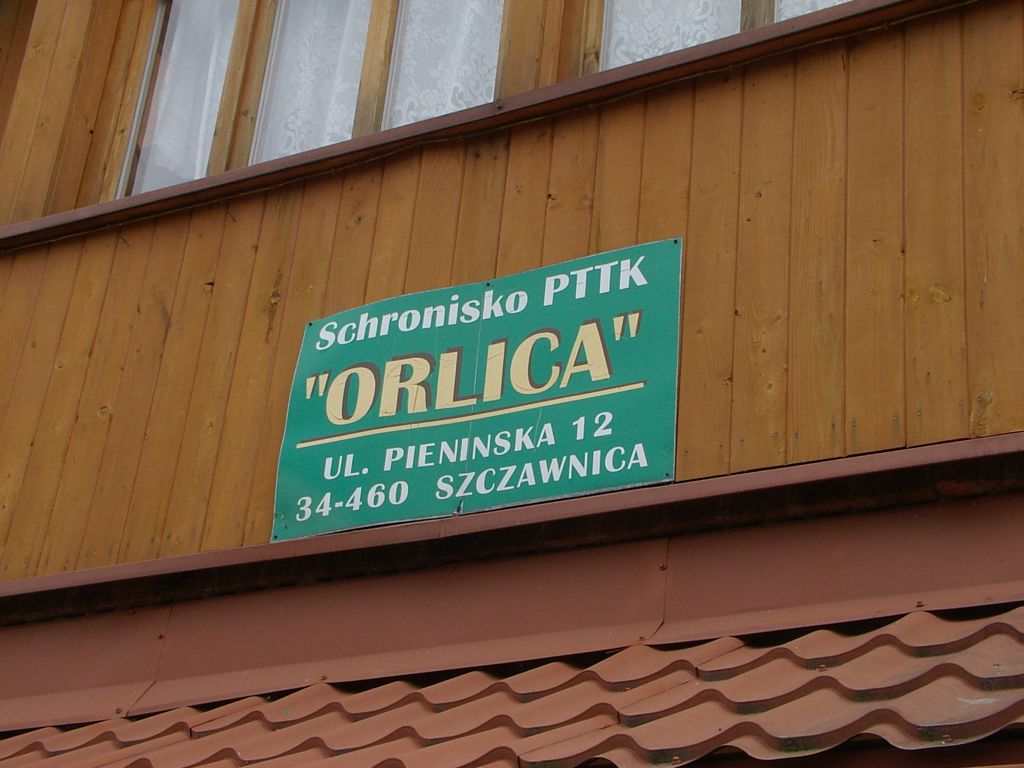 Schronisko PTTK
"ORLICA"
UL. PIENINSKA 12
34-460 SZCZAWNICA